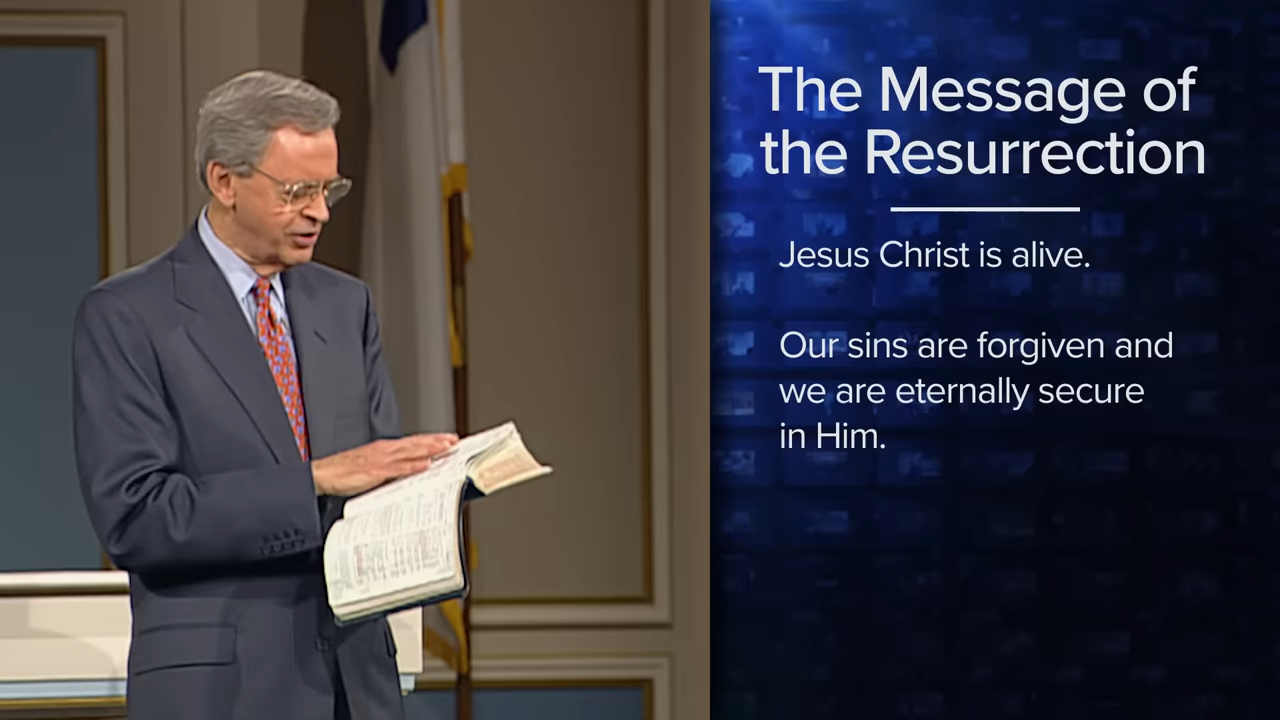 The Message of
the Resurrection
Jesus Christ is alive.
Our sins are forgiven and
we are eternally secure
in Him.